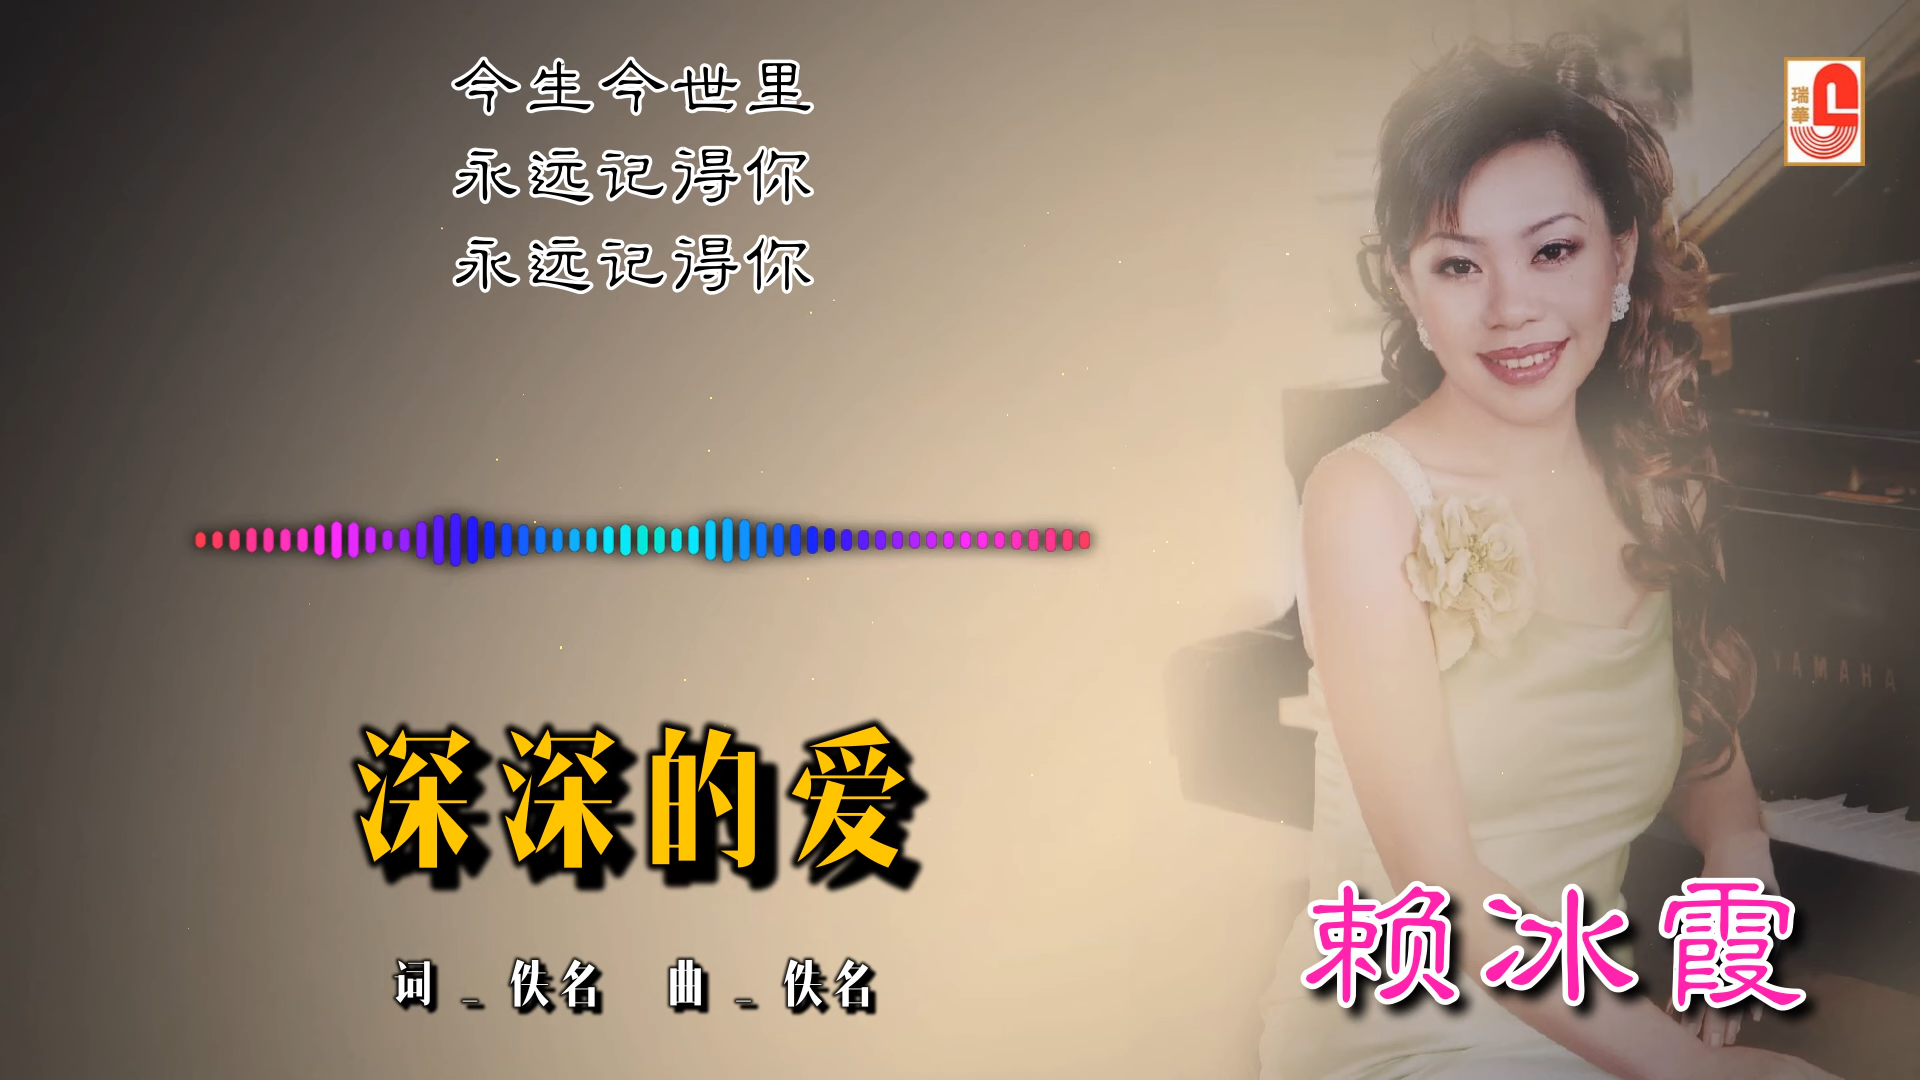 今生今世里
永远记得你
永远记得你
瑞華
YAMAHA
深深的爱
词 _ 佚名 曲 _ 佚名
赖冰霞